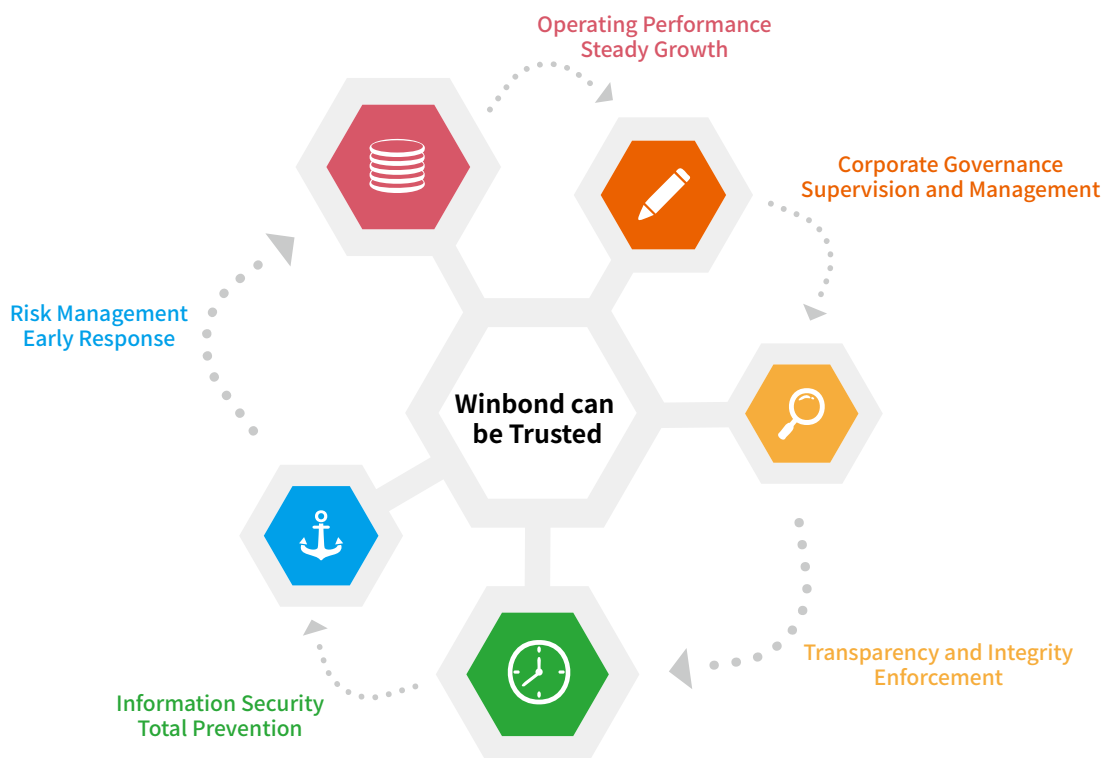 Operating Performance
Steady Growth
Corporate Governance
Supervision and Management
Risk Management
Early Response
Winbond can
be Trusted
Transparency and Integrity
Enforcement
Information Security
Total Prevention